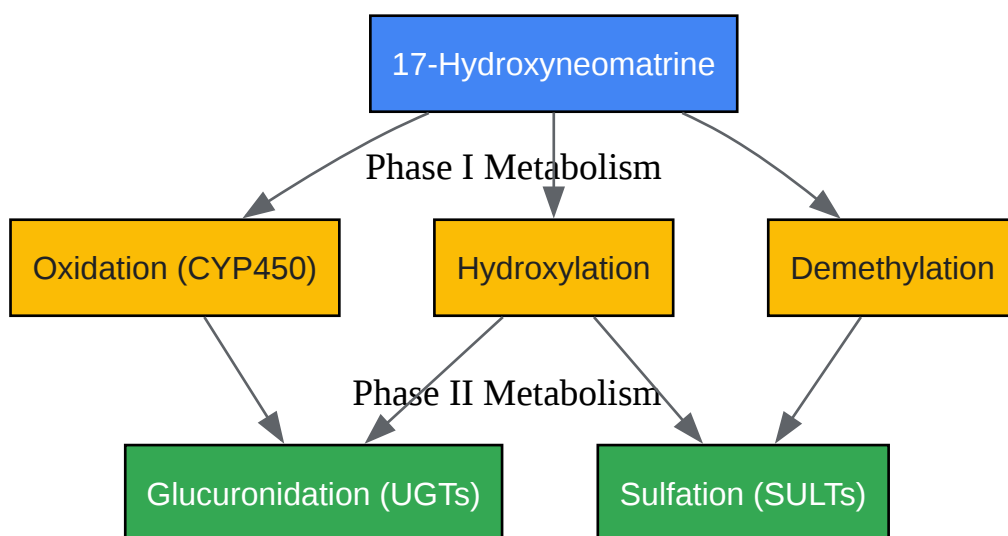 17-Hydroxyneomatrine
Phase I Metabolism
Oxidation (CYP450)
Hydroxylation
Demethylation
Phase II Metabolism
Glucuronidation (UGTs)
Sulfation (SULTs)